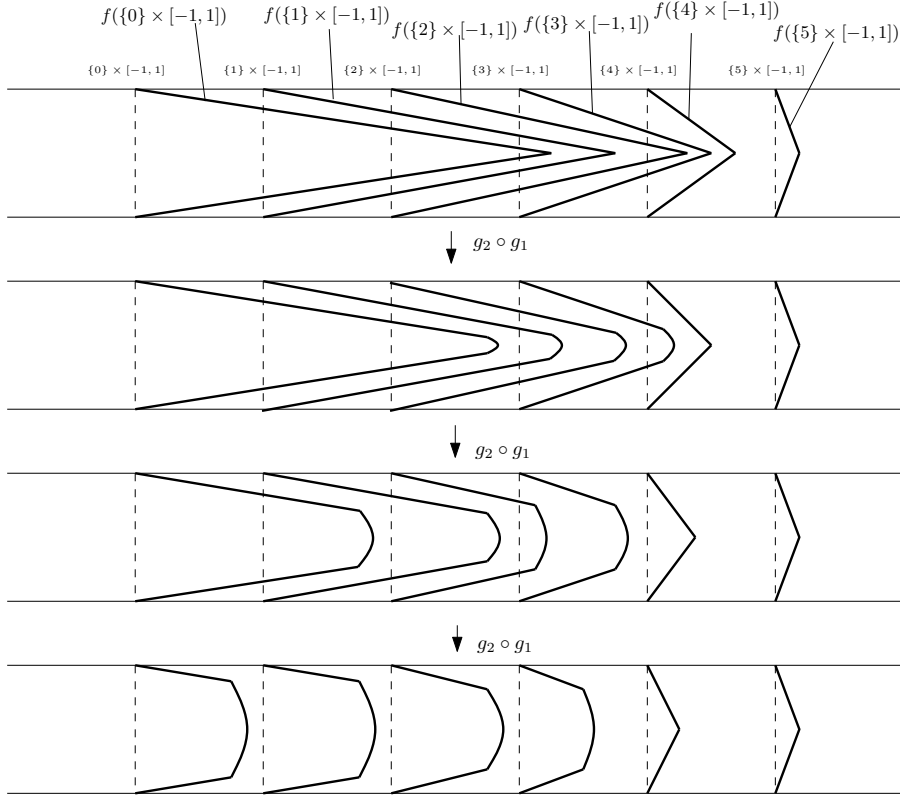 f({0} × [−1, 1])
f({1} × [−1, 1])
f({2} × [−1, 1])
f({3} × [−1, 1])
f({4} × [−1, 1])
f({5} × [−1, 1])
{0} × [−1, 1]
{1} × [−1, 1]
{2} × [−1, 1]
{3} × [−1, 1]
{4} × [−1, 1]
{5} × [−1, 1]
g₂ ∘ g₁
g₂ ∘ g₁
g₂ ∘ g₁